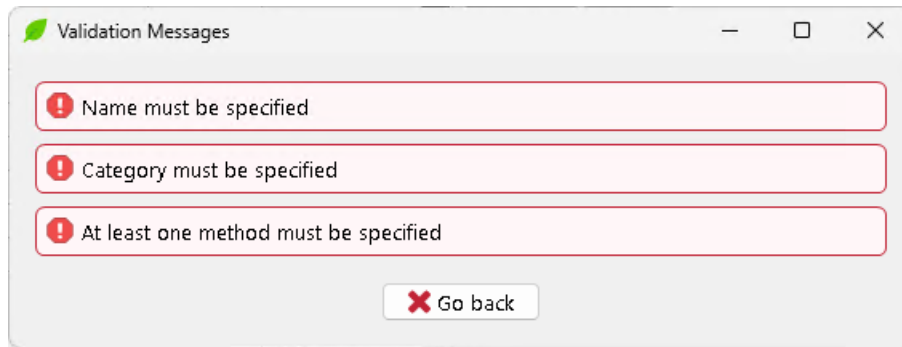 Validation Messages
Name must be specified
Category must be specified
At least one method must be specified
Go back